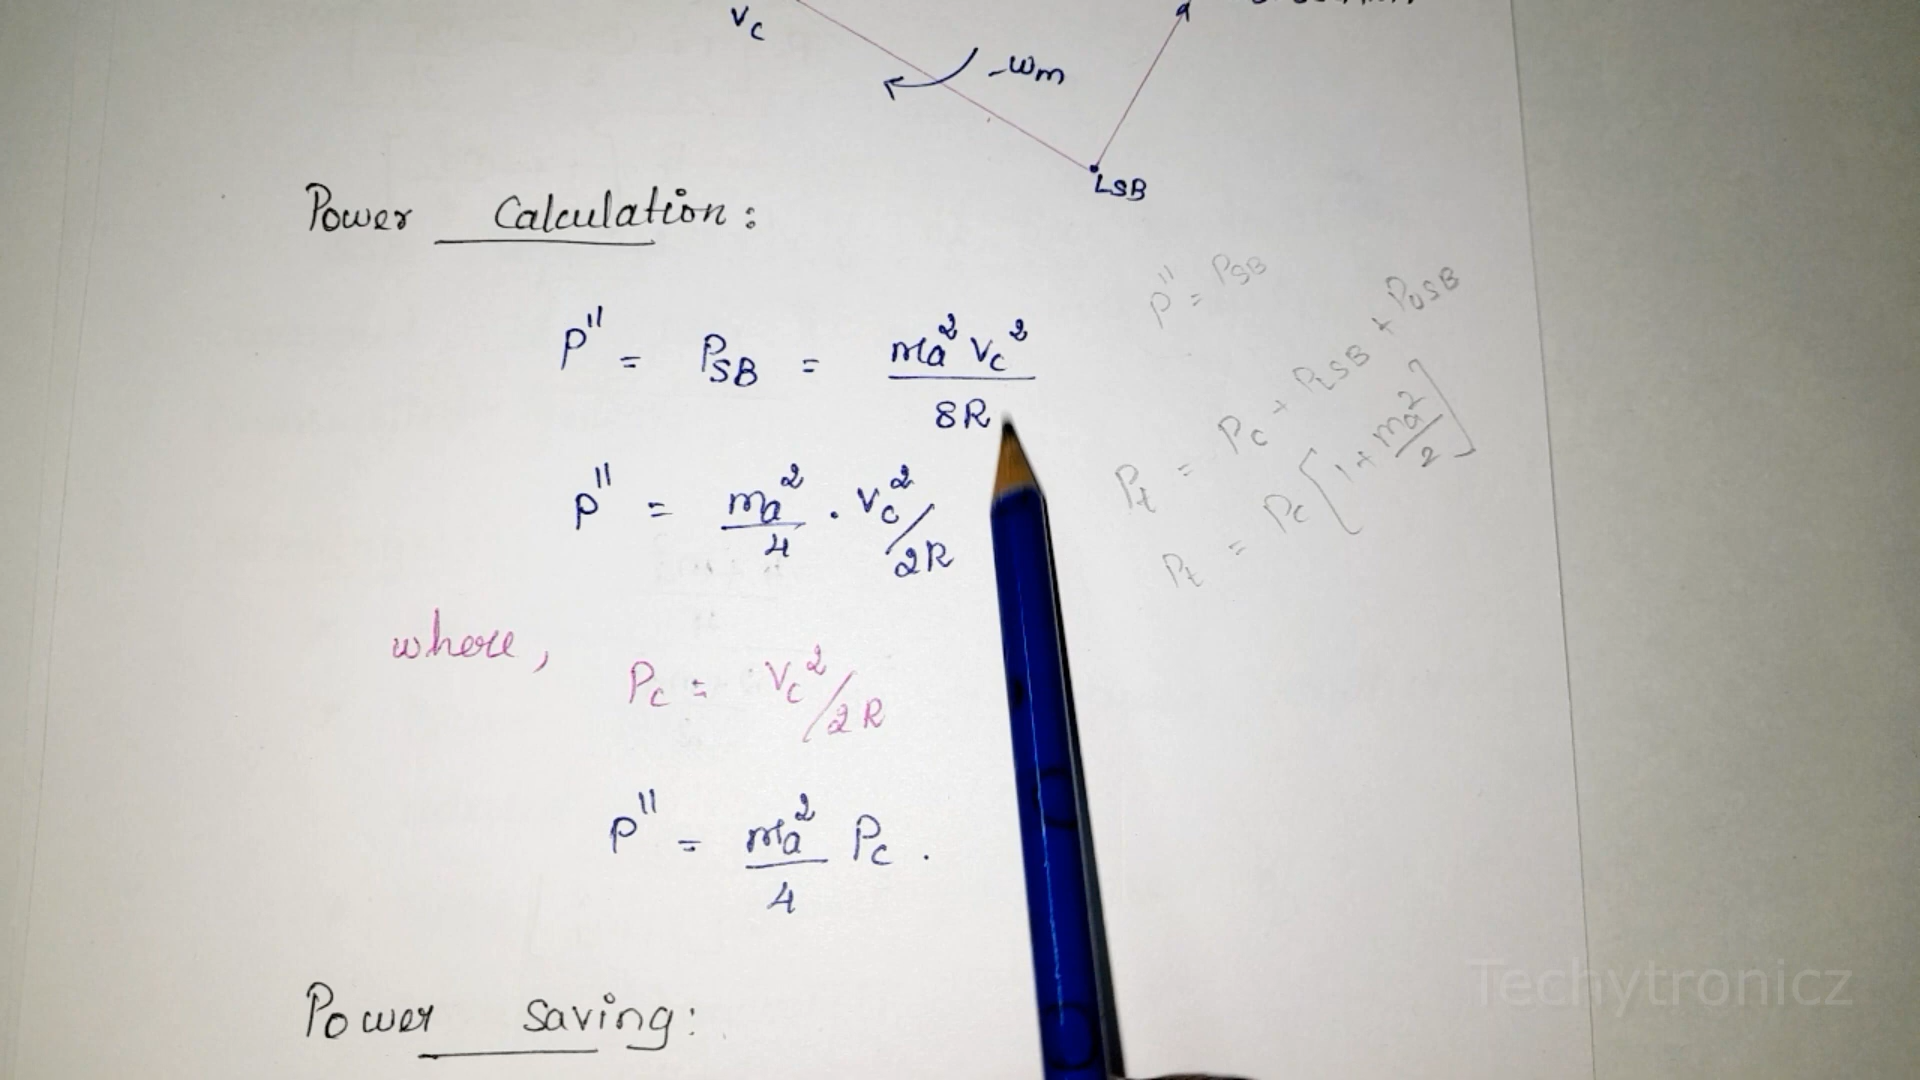 Vc
-ωm
LSB
Power Calculation:
P'' = PSB = ma² Vc² / 8R
P'' = ma² / 4 . Vc² / 2R
where,
Pc = Vc² / 2R
P'' = ma² / 4 Pc .
P'' = PSB
Pt = Pc + PLSB + PUSB
Pt = Pc [1 + ma² / 2]
Power saving:
Techytronicz